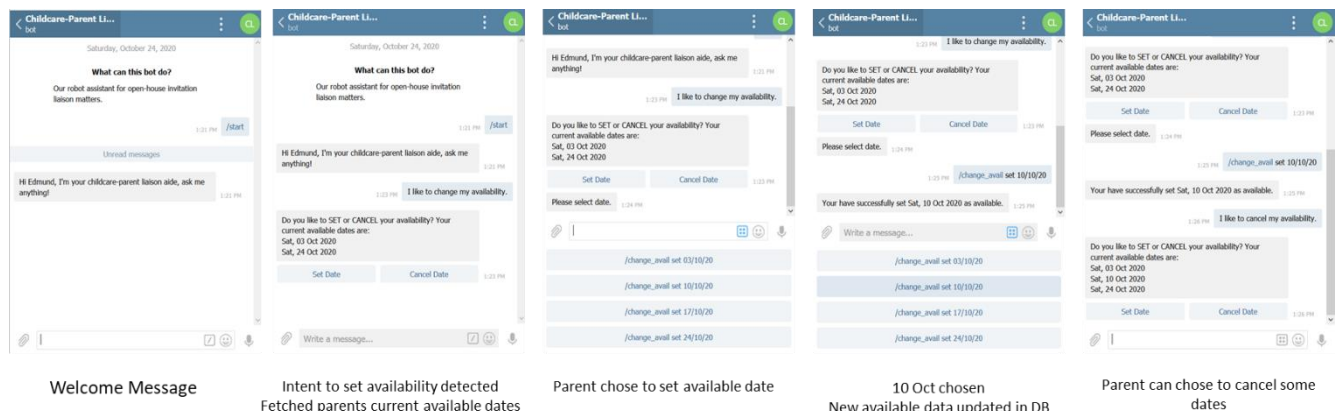 Childcare-Parent Li...
bot
CL
Saturday, October 24, 2020
What can this bot do?
Our robot assistant for open-house invitation
liaison matters.
1:21 PM
/start
Unread messages
Hi Edmund, I'm your childcare-parent liaison aide, ask me
anything!
1:21 PM
Welcome Message
Childcare-Parent Li...
bot
CL
Saturday, October 24, 2020
What can this bot do?
Our robot assistant for open-house invitation
liaison matters.
1:21 PM
/start
Hi Edmund, I'm your childcare-parent liaison aide, ask me
anything!
1:21 PM
1:23 PM
I like to change my availability.
Do you like to SET or CANCEL your availability? Your
current available dates are:
Sat, 03 Oct 2020
Sat, 24 Oct 2020
Set Date
Cancel Date
1:23 PM
Write a message...
Intent to set availability detected
Fetched parents current available dates
Childcare-Parent Li...
bot
CL
Hi Edmund, I'm your childcare-parent liaison aide, ask me
anything!
1:21 PM
1:23 PM
I like to change my availability.
Do you like to SET or CANCEL your availability? Your
current available dates are:
Sat, 03 Oct 2020
Sat, 24 Oct 2020
Set Date
Cancel Date
1:23 PM
Please select date.
1:24 PM
/change_avail set 03/10/20
/change_avail set 10/10/20
/change_avail set 17/10/20
/change_avail set 24/10/20
Parent chose to set available date
Childcare-Parent Li...
bot
CL
1:23 PM
I like to change my availability.
Do you like to SET or CANCEL your availability? Your
current available dates are:
Sat, 03 Oct 2020
Sat, 24 Oct 2020
Set Date
Cancel Date
1:23 PM
Please select date.
1:24 PM
1:25 PM
/change_avail set 10/10/20
Your have successfully set Sat, 10 Oct 2020 as available.
1:25 PM
Write a message...
/change_avail set 03/10/20
/change_avail set 10/10/20
/change_avail set 17/10/20
/change_avail set 24/10/20
10 Oct chosen
New available data updated in DB
Childcare-Parent Li...
bot
CL
Do you like to SET or CANCEL your availability? Your
current available dates are:
Sat, 03 Oct 2020
Sat, 24 Oct 2020
Set Date
Cancel Date
1:23 PM
Please select date.
1:24 PM
1:25 PM
/change_avail set 10/10/20
Your have successfully set Sat, 10 Oct 2020 as available.
1:25 PM
1:26 PM
I like to cancel my availability.
Do you like to SET or CANCEL your availability? Your
current available dates are:
Sat, 03 Oct 2020
Sat, 10 Oct 2020
Sat, 24 Oct 2020
Set Date
Cancel Date
1:26 PM
Parent can chose to cancel some
dates